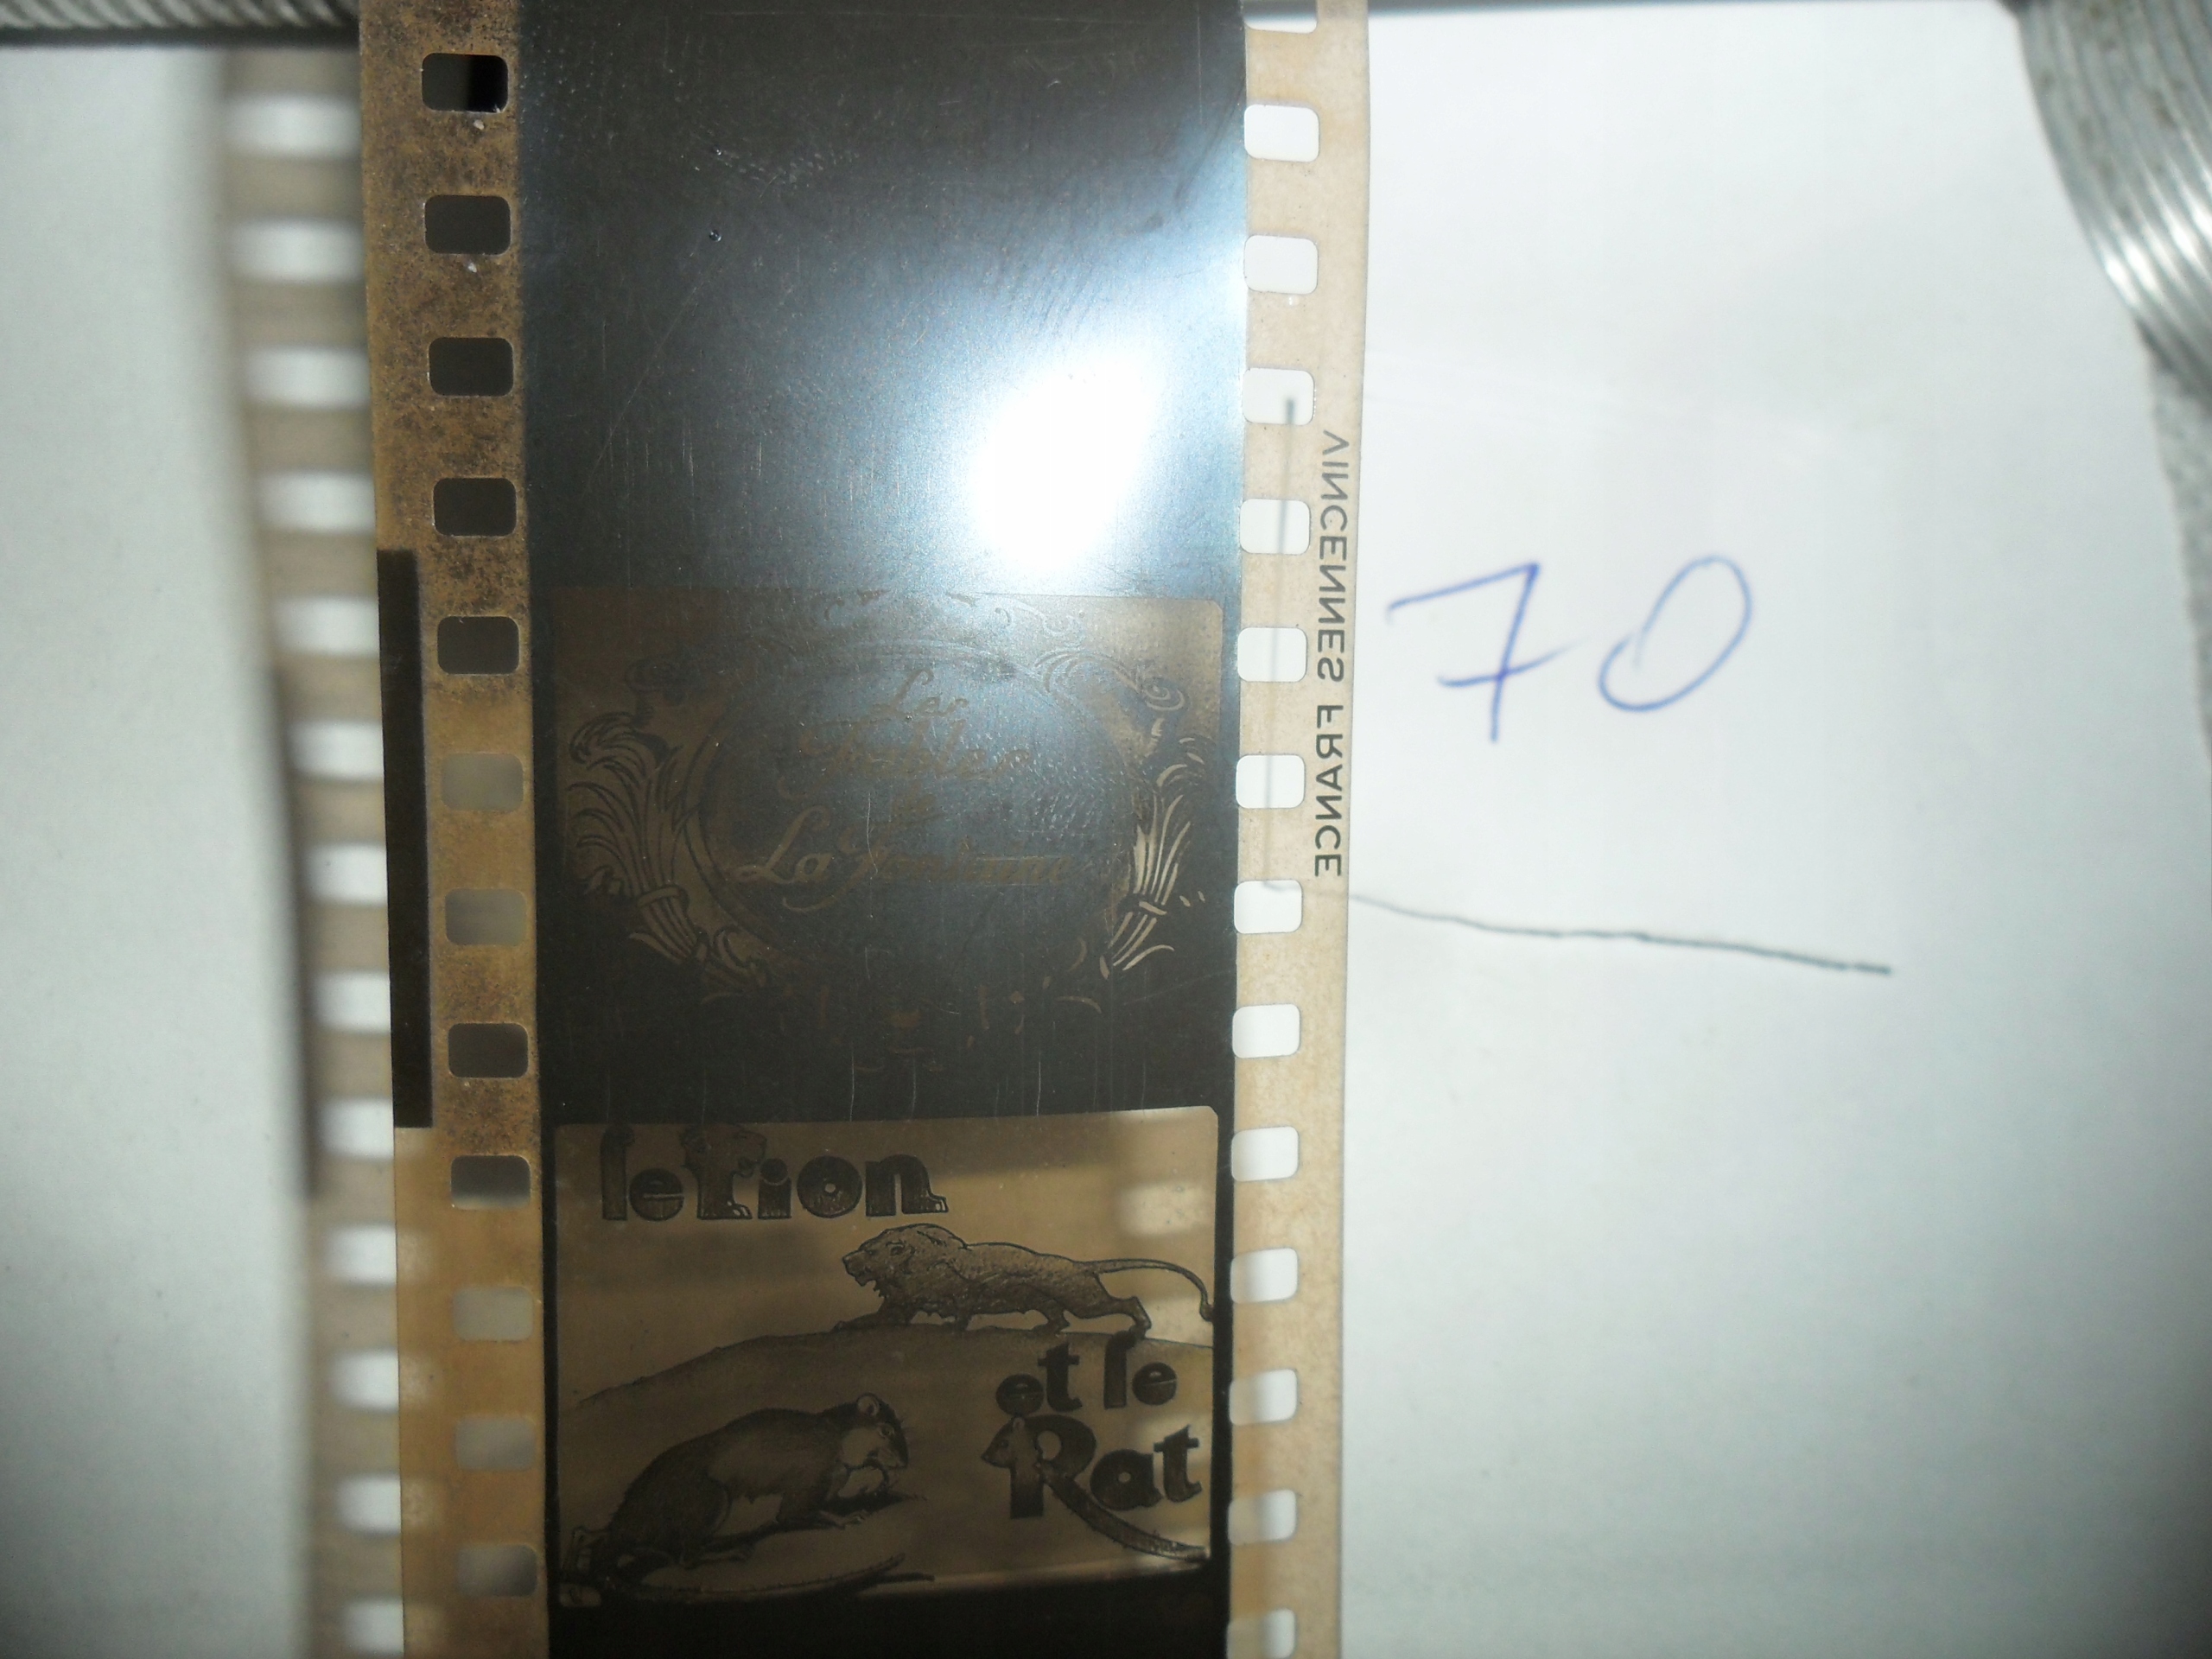 Les
Fables
de
La Fontaine
le Lion
et le
Rat
VINCENNES FRANCE
70